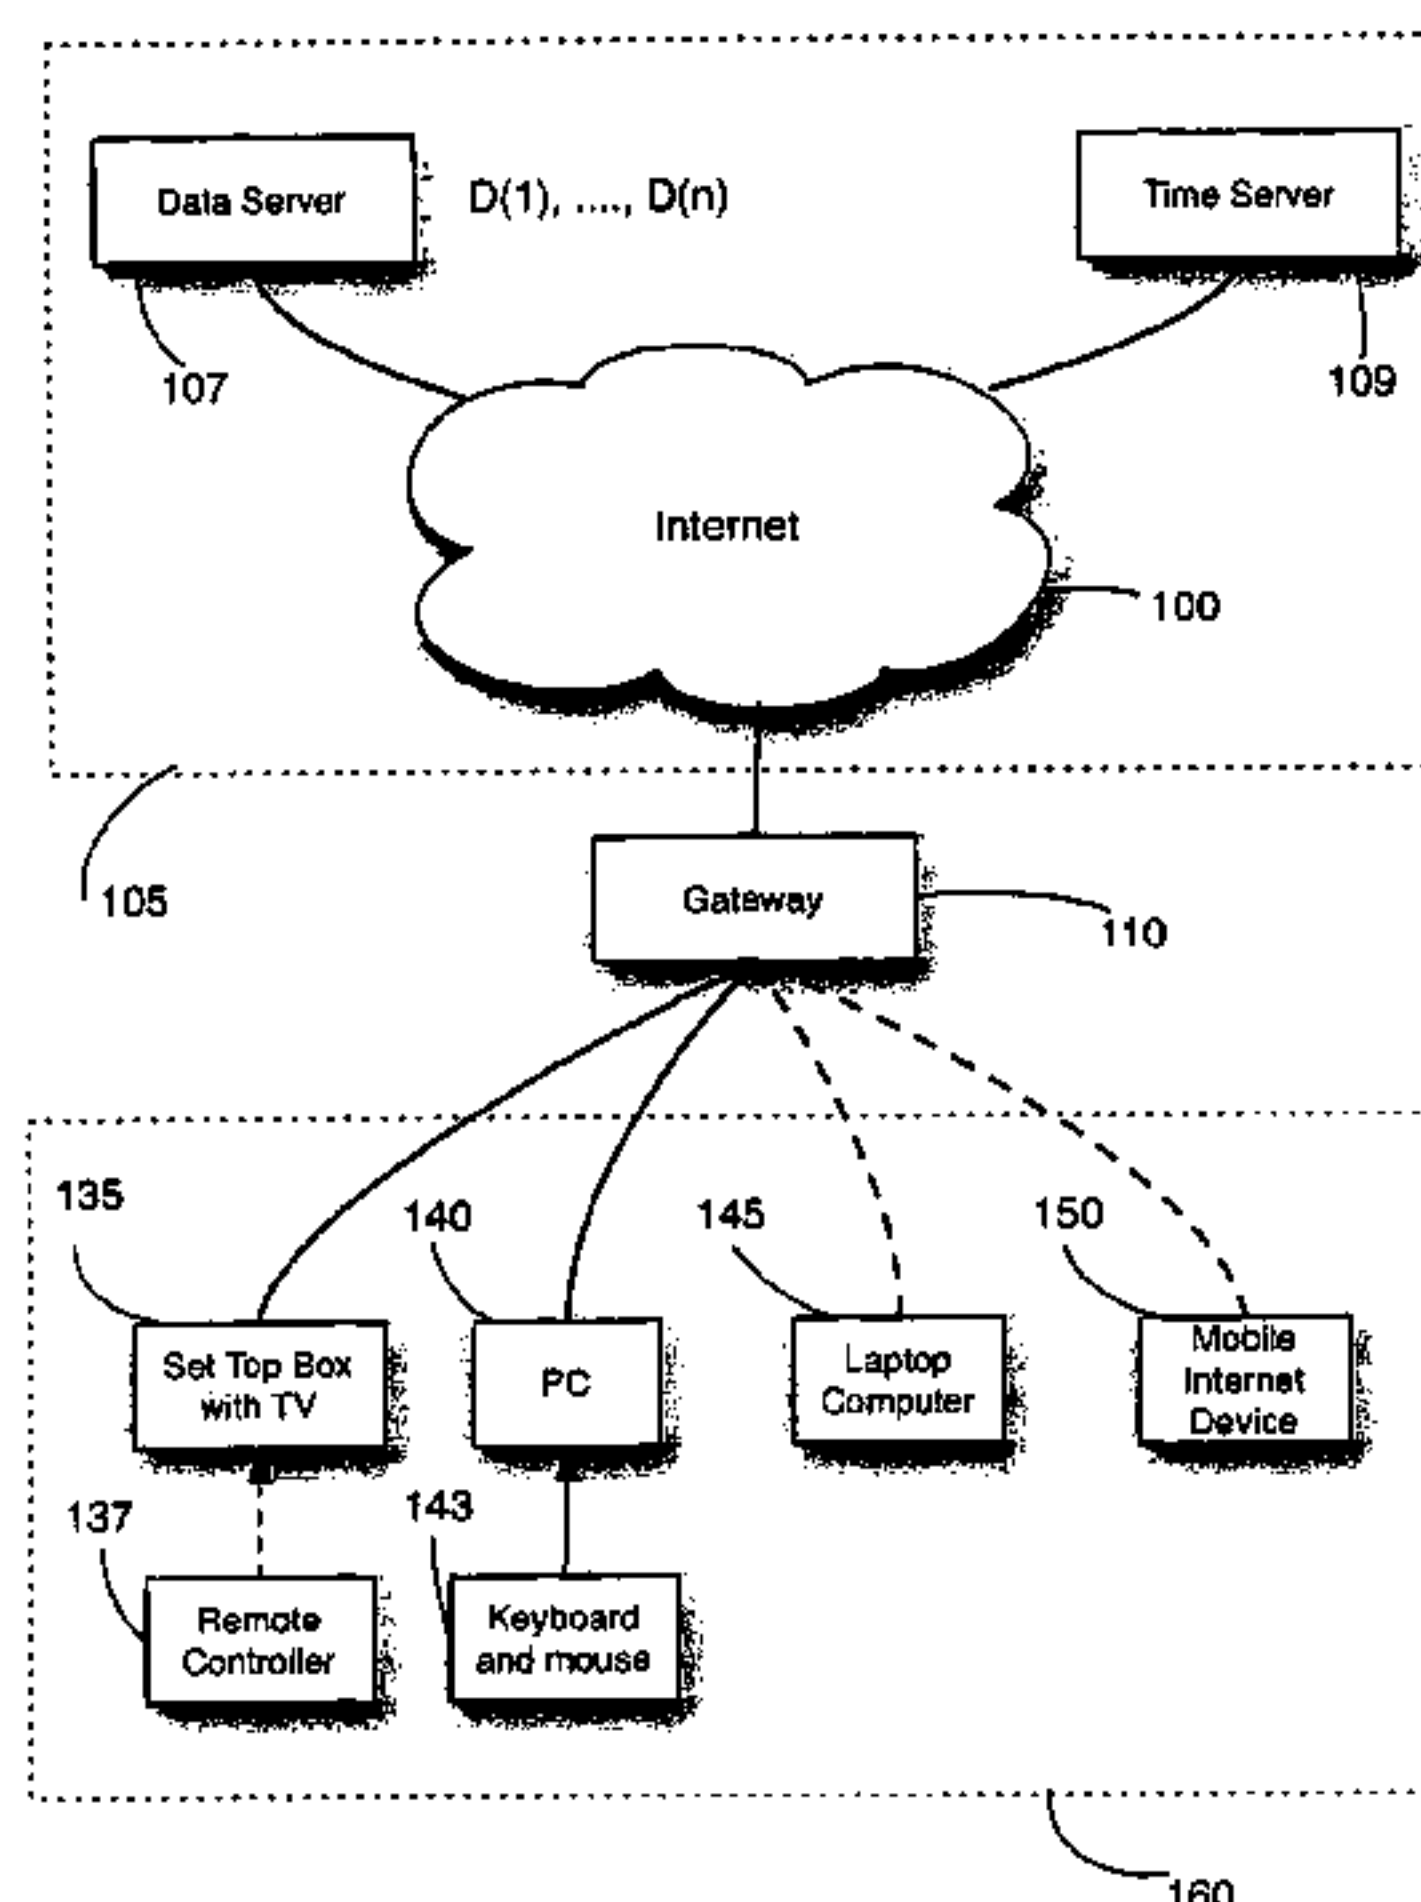 Data Server
D(1), ...., D(n)
Time Server
107
109
Internet
100
105
Gateway
110
135
140
145
150
Set Top Box
with TV
PC
Laptop
Computer
Mobile
Internet
Device
137
143
Remote
Controller
Keyboard
and mouse
160